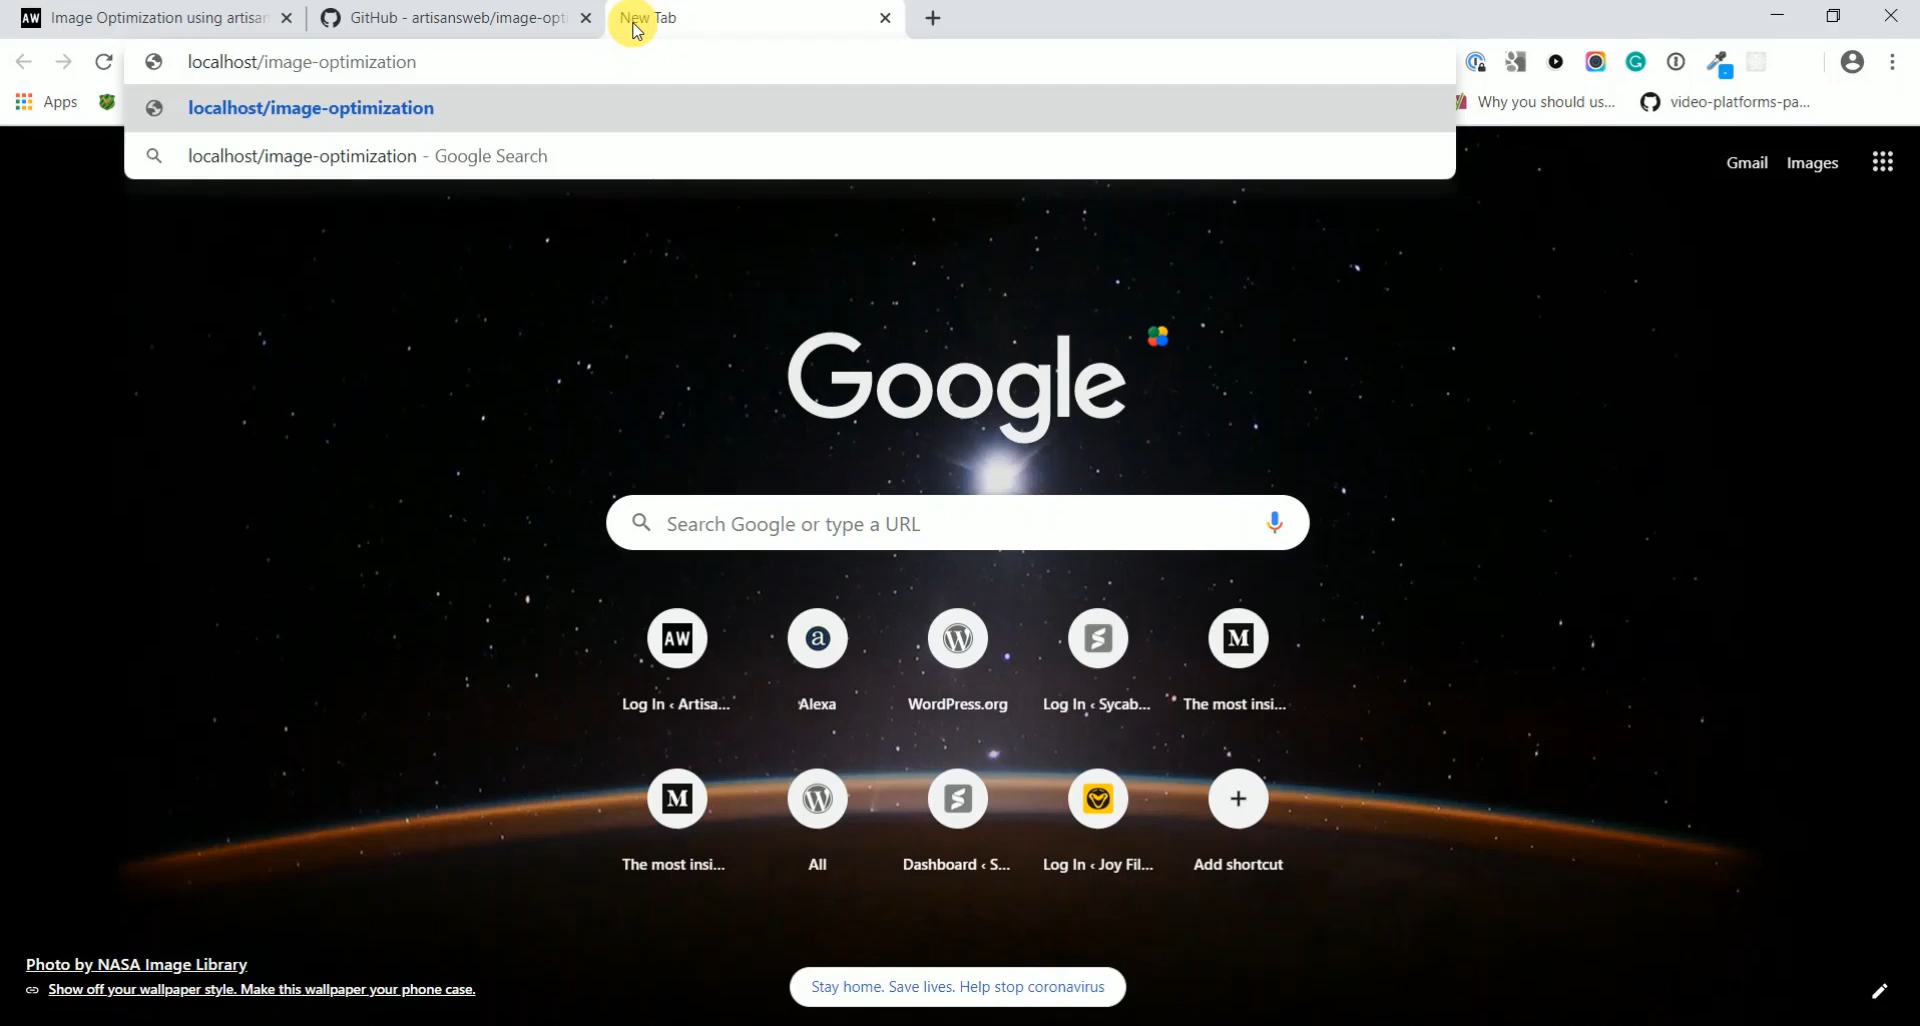 AW Image Optimization using artisan
GitHub - artisansweb/image-opti
New Tab
localhost/image-optimization
Apps
Why you should us...
video-platforms-pa...
localhost/image-optimization
localhost/image-optimization - Google Search
Gmail Images
Google
Search Google or type a URL
AW
a
M
Log In ‹ Artisa...
Alexa
WordPress.org
Log In ‹ Sycab...
The most insi...
M
The most insi...
All
Dashboard ‹ S...
Log In ‹ Joy Fil...
Add shortcut
Photo by NASA Image Library
Show off your wallpaper style. Make this wallpaper your phone case.
Stay home. Save lives. Help stop coronavirus